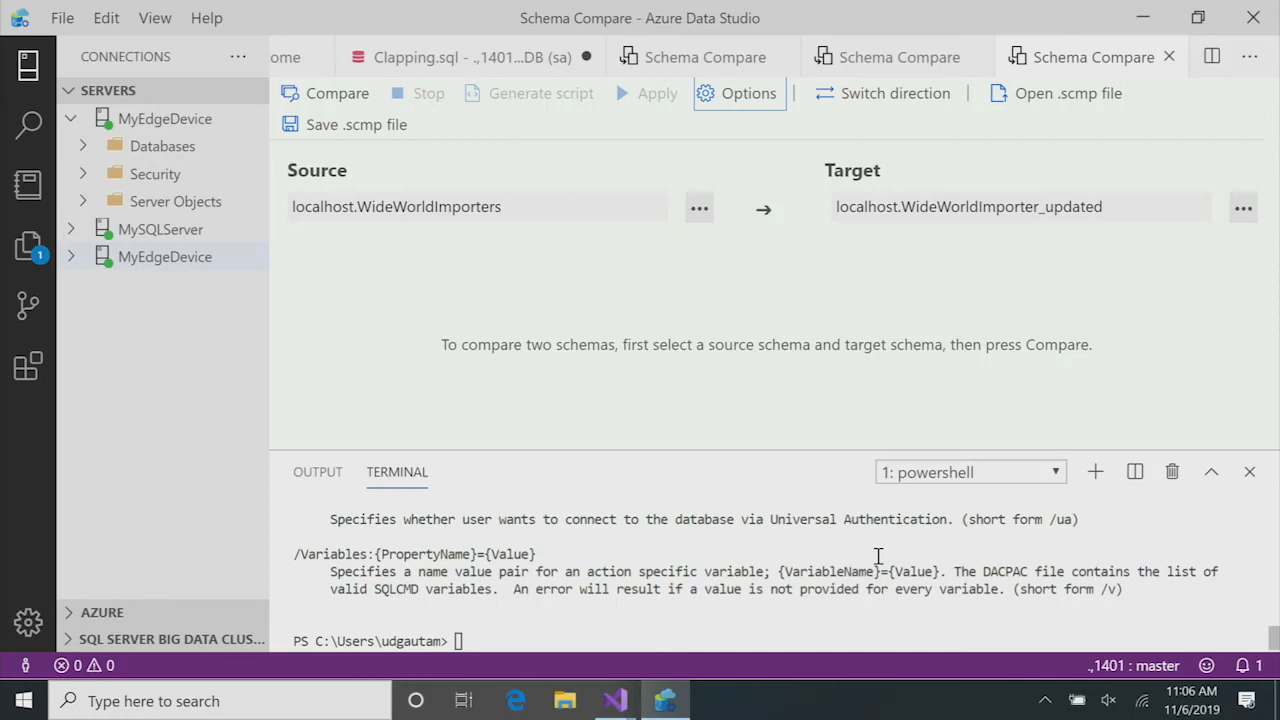 File Edit View Help
Schema Compare - Azure Data Studio
CONNECTIONS ...
ome
Clapping.sql - .,1401...DB (sa)
Schema Compare
Schema Compare
Schema Compare
SERVERS
MyEdgeDevice
Databases
Security
Server Objects
MySQLServer
MyEdgeDevice
1
AZURE
SQL SERVER BIG DATA CLUS...
Compare Stop Generate script Apply Options Switch direction Open .scmp file
Save .scmp file
Source Target
localhost.WideWorldImporters localhost.WideWorldImporter_updated
To compare two schemas, first select a source schema and target schema, then press Compare.
OUTPUT TERMINAL 1: powershell
Specifies whether user wants to connect to the database via Universal Authentication. (short form /ua)
/Variables:{PropertyName}={Value}
Specifies a name value pair for an action specific variable; {VariableName}={Value}. The DACPAC file contains the list of
valid SQLCMD variables. An error will result if a value is not provided for every variable. (short form /v)
PS C:\Users\udgautam>
0 0 .,1401 : master 1
Type here to search
11:06 AM
11/6/2019